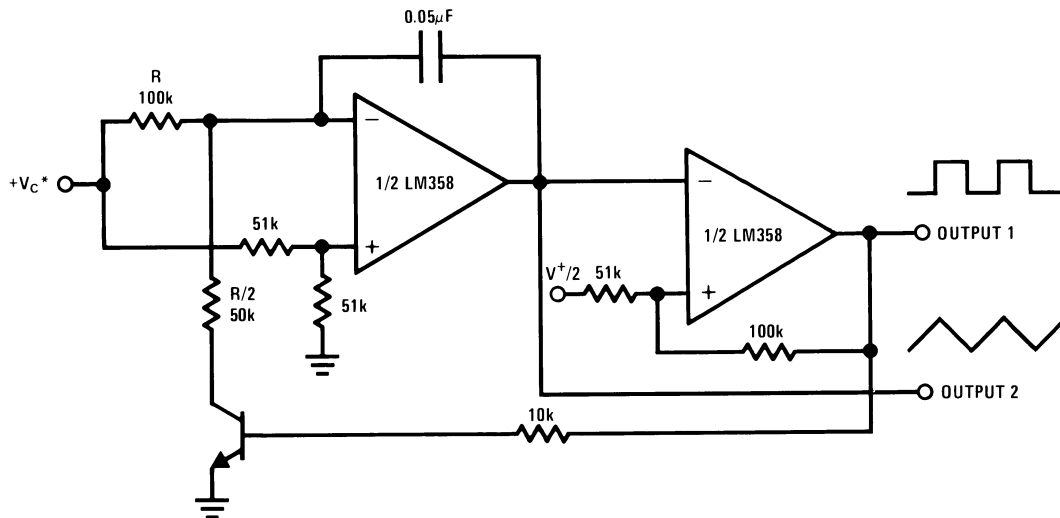 0.05μF
R
100k
−
1/2 LM358
+VC*
51k
+
51k
R/2
50k
−
1/2 LM358
OUTPUT 1
V+/2
51k
+
100k
OUTPUT 2
10k